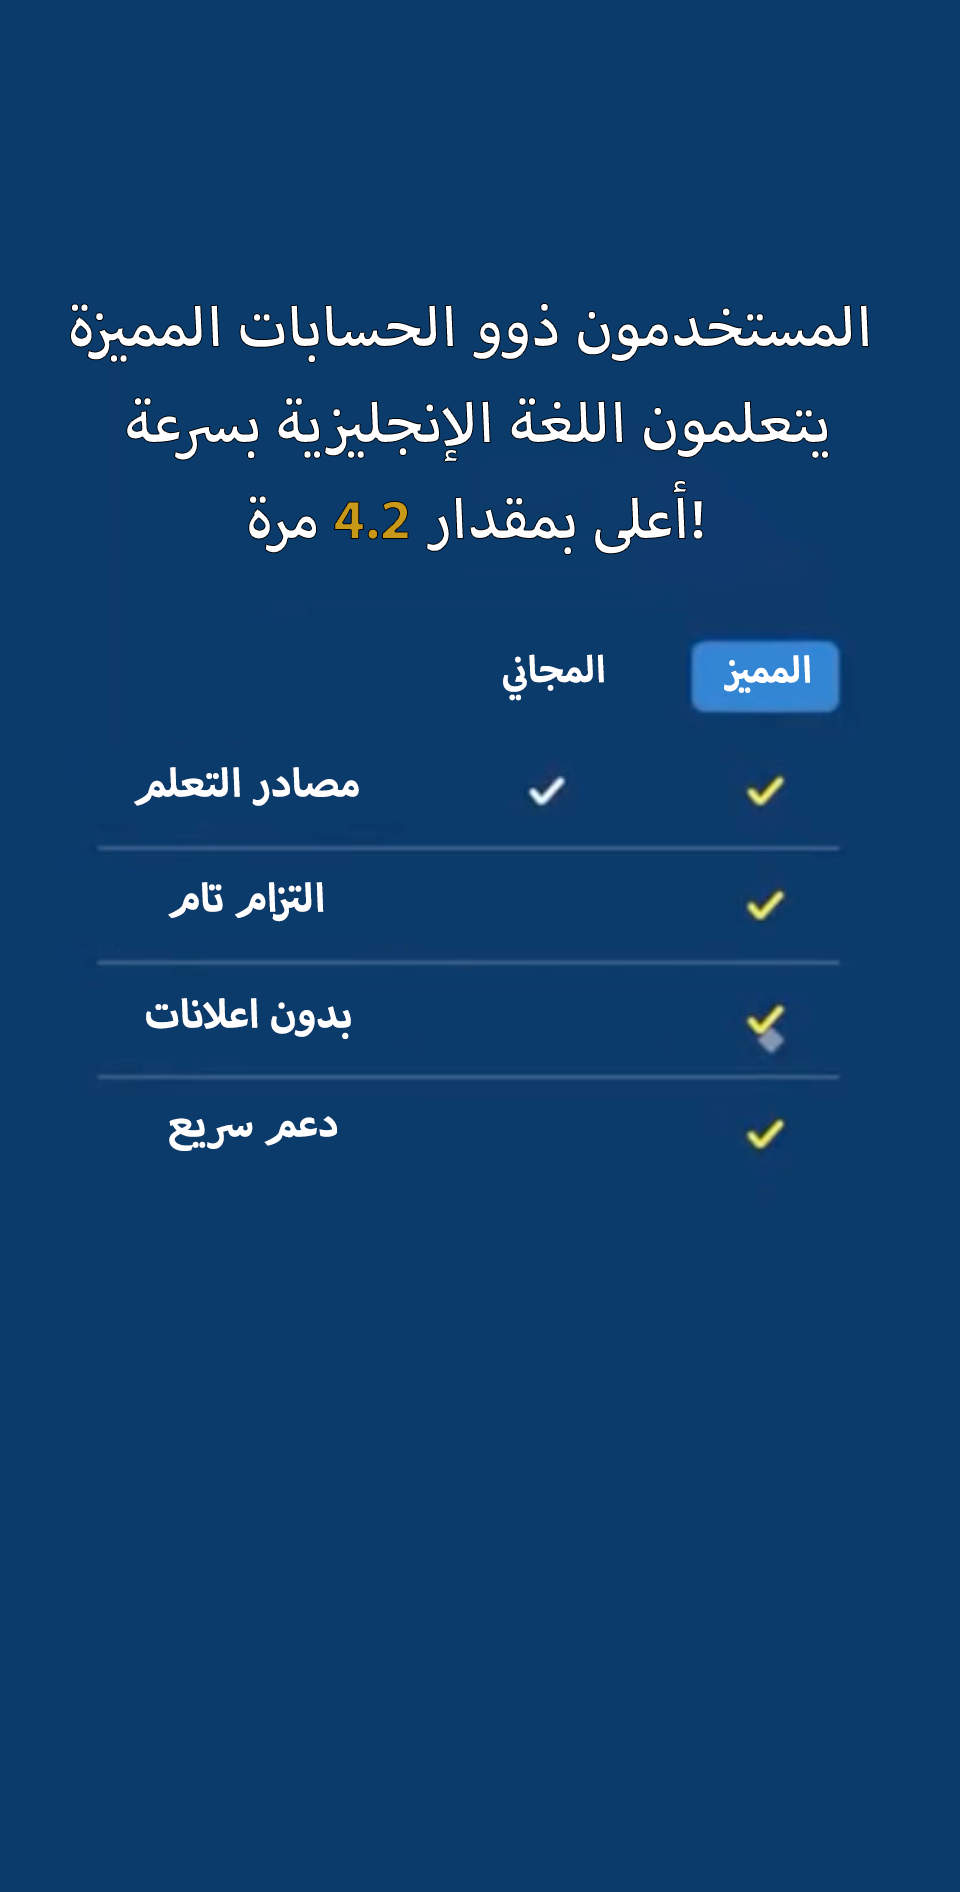 المستخدمون ذوو الحسابات المميزة
يتعلمون اللغة الإنجليزية بسرعة
!أعلى بمقدار 4.2 مرة
المميز المجاني
مصادر التعلم
التزام تام
بدون اعلانات
دعم سريع